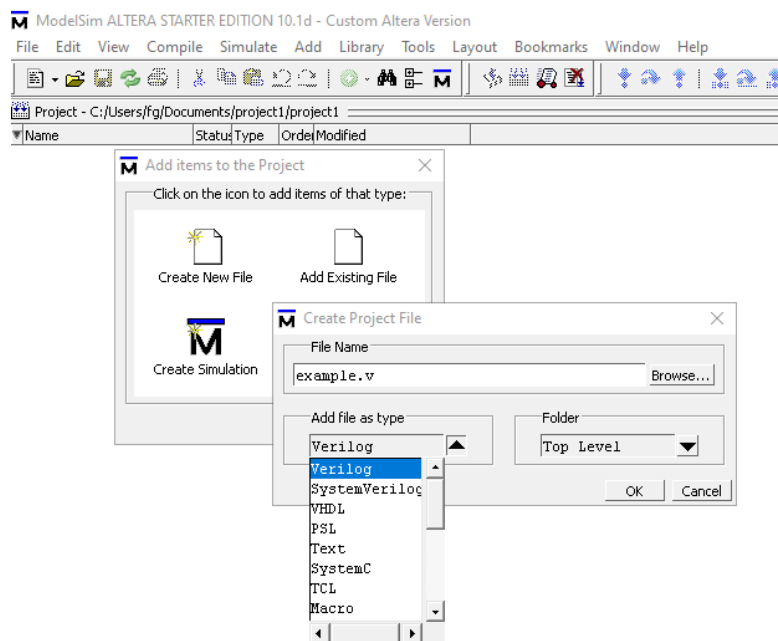 ModelSim ALTERA STARTER EDITION 10.1d - Custom Altera Version
File Edit View Compile Simulate Add Library Tools Layout Bookmarks Window Help
Project - C:/Users/fg/Documents/project1/project1
Name Status Type Order Modified
Add items to the Project
Click on the icon to add items of that type:
Create New File Add Existing File
Create Simulation
Create Project File
File Name
example.v Browse...
Add file as type Folder
Verilog Top Level
Verilog
SystemVerilog
VHDL
PSL
Text
SystemC
TCL
Macro
OK Cancel